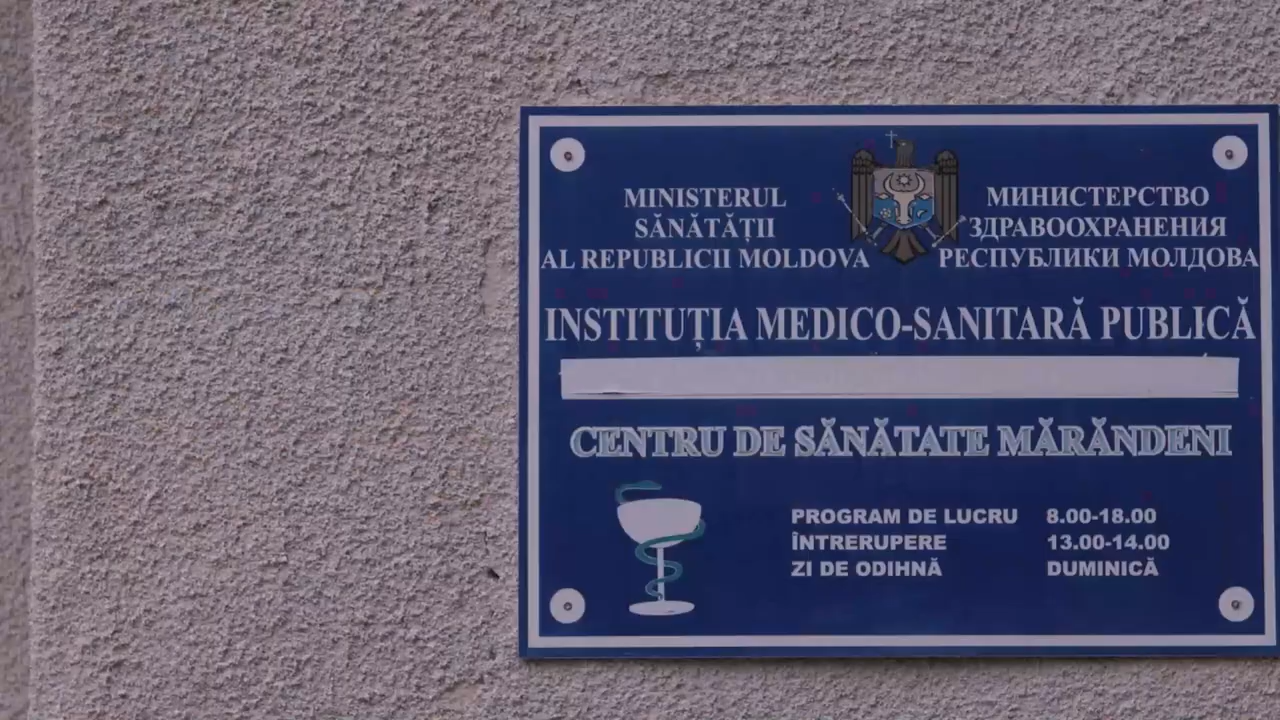 MINISTERUL
SĂNĂTĂȚII
AL REPUBLICII MOLDOVA
МИНИСТЕРСТВО
ЗДРАВООХРАНЕНИЯ
РЕСПУБЛИКИ МОЛДОВА
INSTITUȚIA MEDICO-SANITARĂ PUBLICĂ
CENTRU DE SĂNĂTATE MĂRĂNDENI
PROGRAM DE LUCRU 8.00-18.00
ÎNTRERUPERE 13.00-14.00
ZI DE ODIHNĂ DUMINICĂ